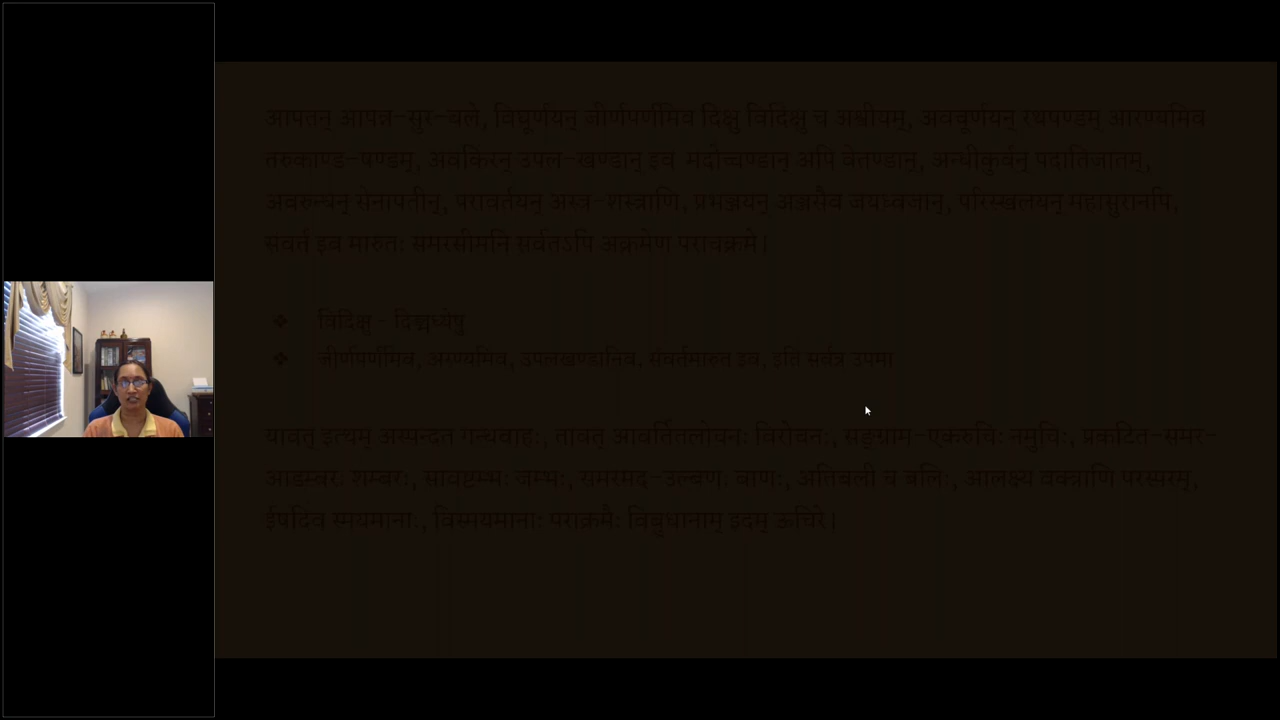 आपतन् आपन्न-सुर-बले, विघूर्णयन् जीर्णपर्णमिव दिक्षु विदिक्षु च अश्वीयम्, अवचूर्णयन् रथषण्डम् आरण्यमिव
तरुकाण्ड-षण्डम्, अवकिरन् उपल-खण्डान् इव मदोच्चण्डान् अपि वेतण्डान्, अन्धीकुर्वन् पदातिजातम्,
अवरुन्धन् सेनापतीन्, परावर्तयन् अस्त्र-शस्त्राणि, प्रभञ्जयन् अञ्जसैव जयध्वजान्, परिस्खलयन् महासुरानपि,
संवर्त इव मारुतः समरसीमनि सर्वतऽपि अक्रमेण पराचक्रमे।
❖ विदिक्षु - दिङ्मध्येषु
❖ जीर्णपर्णमिव, अरण्यमिव, उपलखण्डानिव, संवर्तमारुत इव, इति सर्वत्र उपमा
यावत् इत्थम् अस्पन्दत गन्धवाहः, तावत् आवर्तितलोचनः विरोचनः, सङ्ग्राम-एकरुचिः नमुचिः, प्रकटित-समर-
आडम्बरः शम्बरः, सावष्टम्भः जम्भः, समरमद-उल्बणः बाणः, अतिबली च बलिः, आलक्ष्य वक्त्राणि परस्परम्,
ईषदिव स्मयमानाः, विस्मयमानाः पराक्रमैः विबुधानाम् इदम् ऊचिरे।